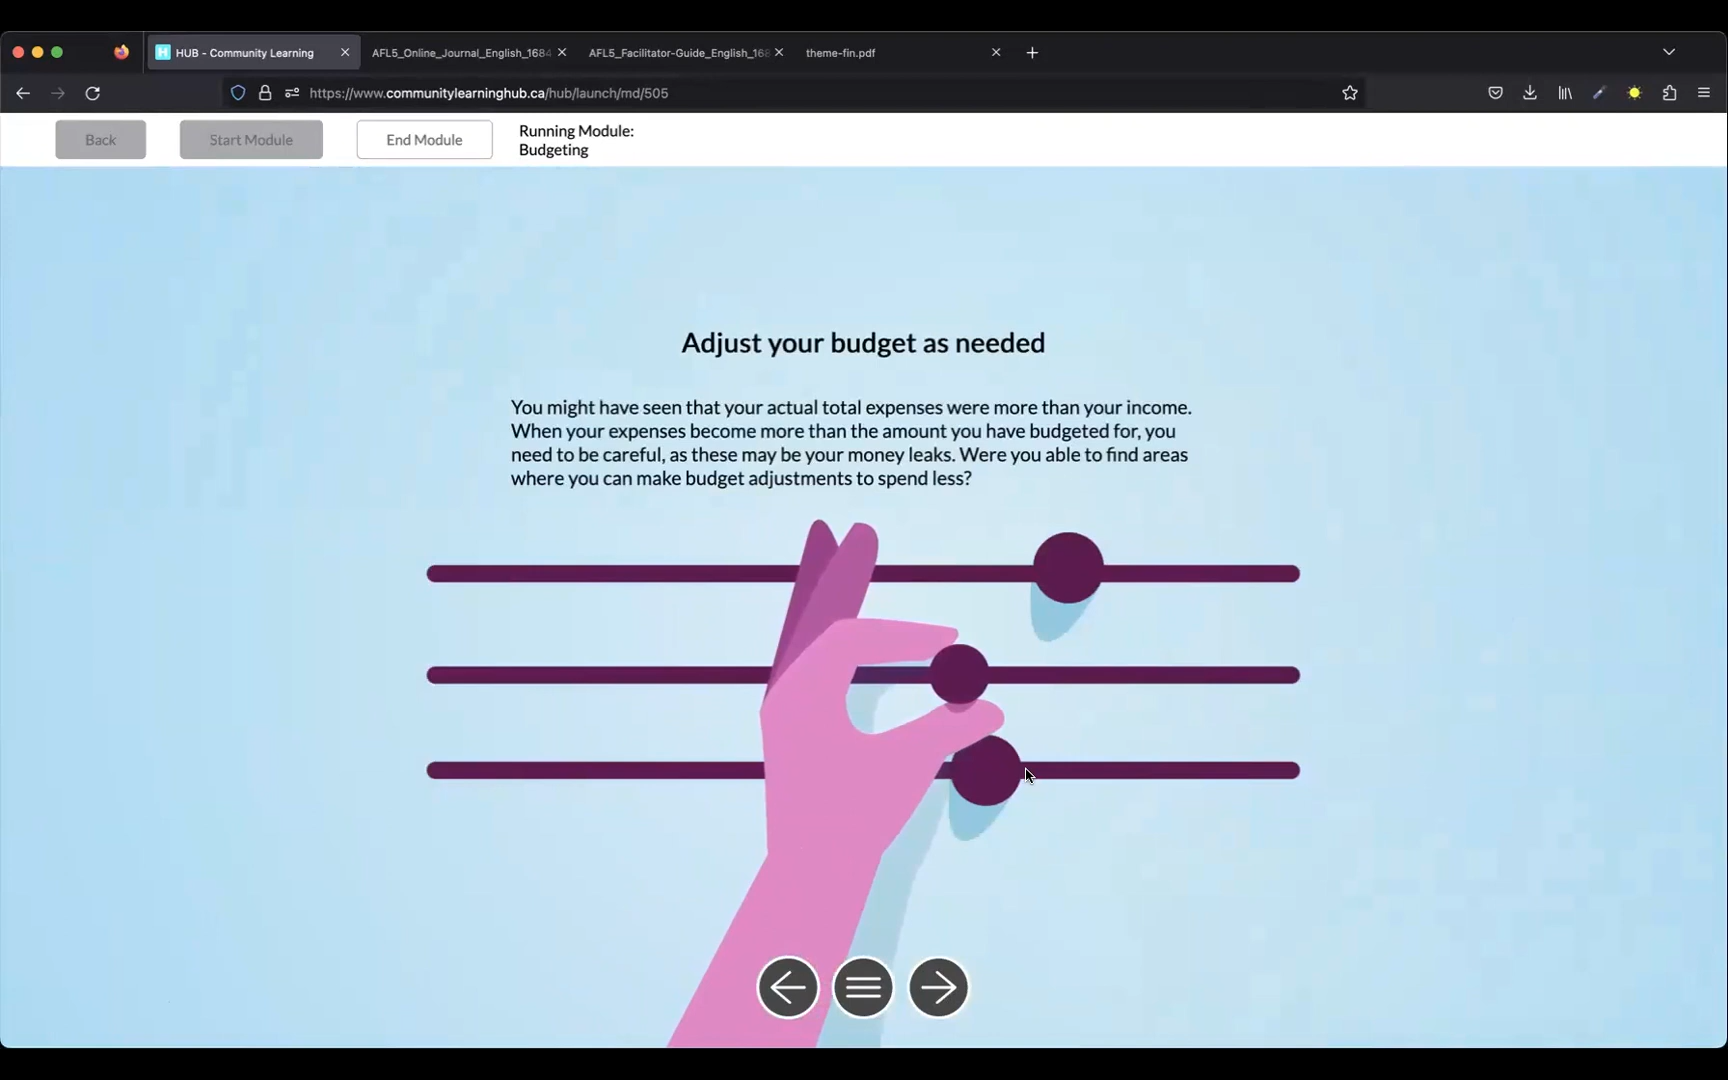 HUB - Community Learning
AFL5_Online_Journal_English_1684
AFL5_Facilitator-Guide_English_168
theme-fin.pdf
https://www.communitylearninghub.ca/hub/launch/md/505
Back
Start Module
End Module
Running Module:
Budgeting
Adjust your budget as needed
You might have seen that your actual total expenses were more than your income.
When your expenses become more than the amount you have budgeted for, you
need to be careful, as these may be your money leaks. Were you able to find areas
where you can make budget adjustments to spend less?